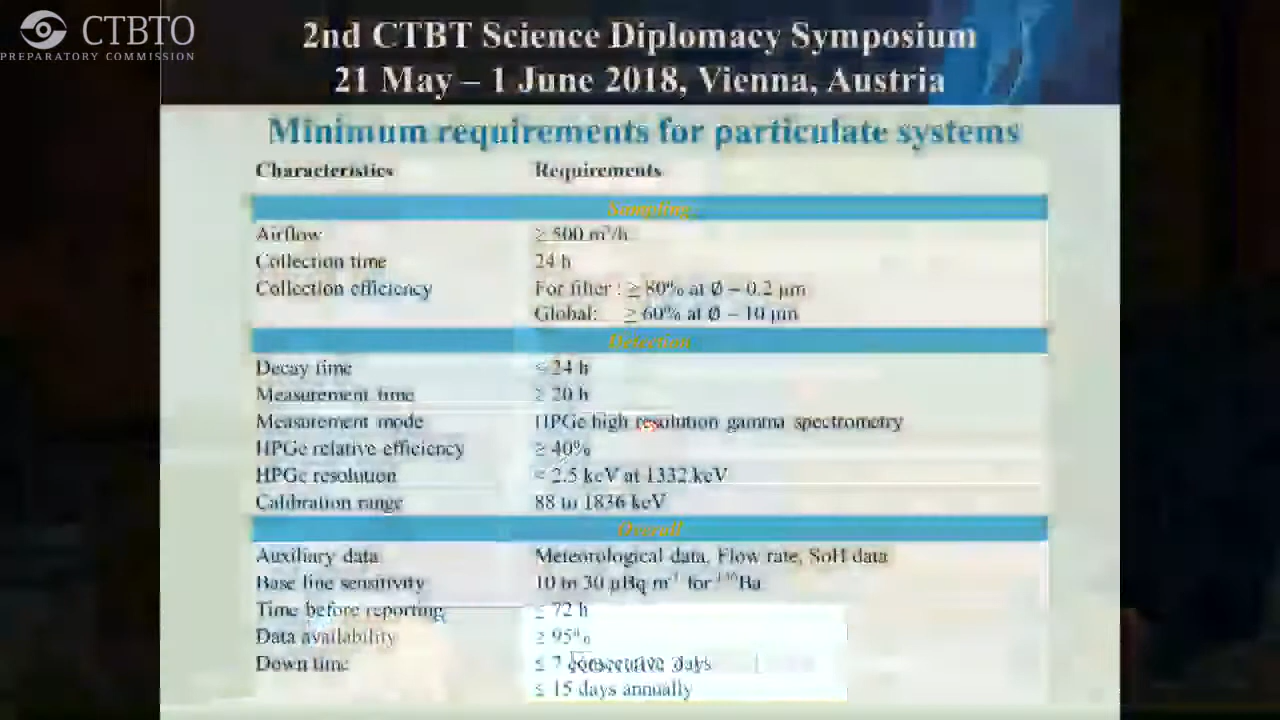 CTBTO
PREPARATORY COMMISSION
2nd CTBT Science Diplomacy Symposium
21 May – 1 June 2018, Vienna, Austria
Minimum requirements for particulate systems
Characteristics Requirements
Sampling
Airflow ≥ 500 m³/h
Collection time 24 h
Collection efficiency For filter : ≥ 80% at Ø = 0.2 µm
Global: ≥ 60% at Ø = 10 µm
Detection
Decay time ≤ 24 h
Measurement time ≥ 20 h
Measurement mode HPGe high resolution gamma spectrometry
HPGe relative efficiency ≥ 40%
HPGe resolution < 2.5 keV at 1332 keV
Calibration range 88 to 1836 keV
Overall
Auxiliary data Meteorological data, Flow rate, SoH data
Base line sensitivity 10 to 30 µBq m⁻³ for ¹⁴⁰Ba
Time before reporting ≤ 72 h
Data availability ≥ 95%
Down time ≤ 7 consecutive days
≤ 15 days annually